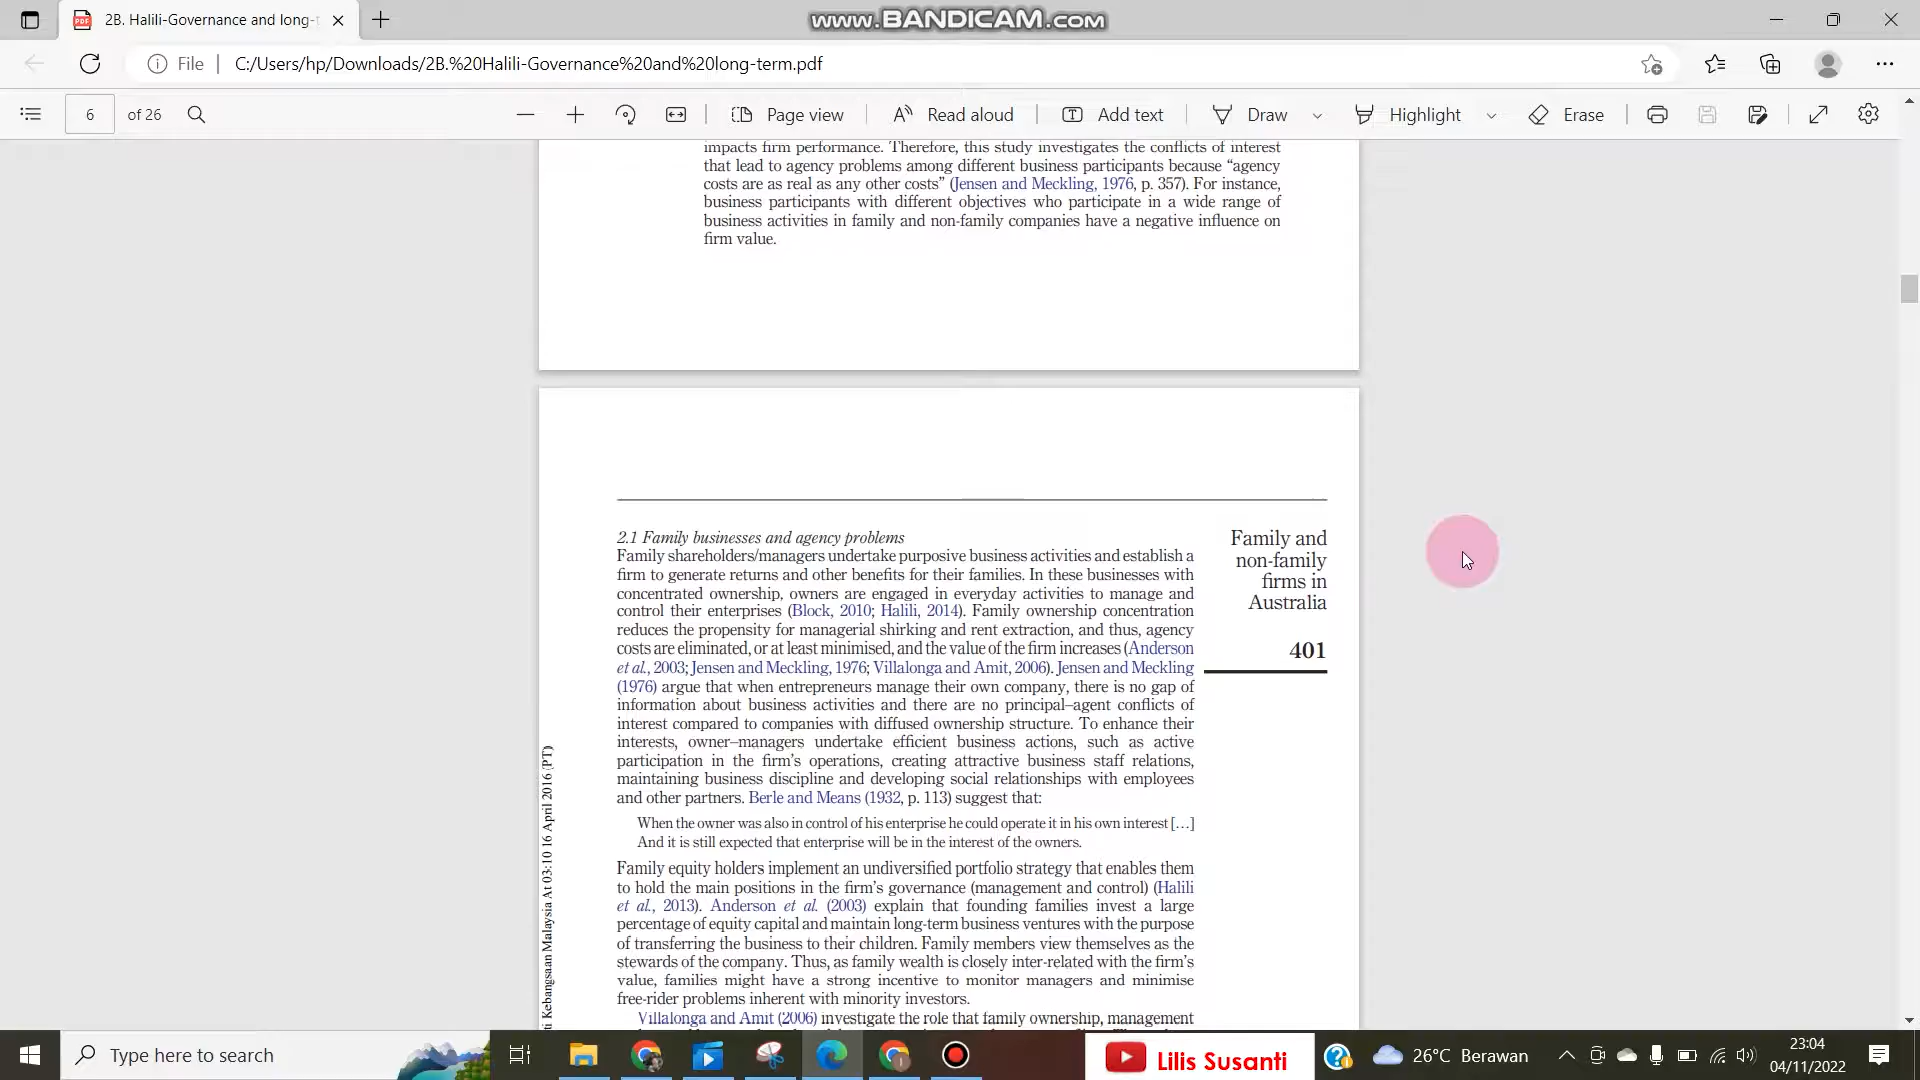 2B. Halili-Governance and long-t
www.BANDICAM.com
File
C:/Users/hp/Downloads/2B.%20Halili-Governance%20and%20long-term.pdf
6 of 26
Page view
Read aloud
Add text
Draw
Highlight
Erase
impacts firm performance. Therefore, this study investigates the conflicts of interest
that lead to agency problems among different business participants because “agency
costs are as real as any other costs” (Jensen and Meckling, 1976, p. 357). For instance,
business participants with different objectives who participate in a wide range of
business activities in family and non-family companies have a negative influence on
firm value.
2.1 Family businesses and agency problems
Family shareholders/managers undertake purposive business activities and establish a
firm to generate returns and other benefits for their families. In these businesses with
concentrated ownership, owners are engaged in everyday activities to manage and
control their enterprises (Block, 2010; Halili, 2014). Family ownership concentration
reduces the propensity for managerial shirking and rent extraction, and thus, agency
costs are eliminated, or at least minimised, and the value of the firm increases (Anderson
et al., 2003; Jensen and Meckling, 1976; Villalonga and Amit, 2006). Jensen and Meckling
(1976) argue that when entrepreneurs manage their own company, there is no gap of
information about business activities and there are no principal–agent conflicts of
interest compared to companies with diffused ownership structure. To enhance their
interests, owner–managers undertake efficient business actions, such as active
participation in the firm's operations, creating attractive business staff relations,
maintaining business discipline and developing social relationships with employees
and other partners. Berle and Means (1932, p. 113) suggest that:
When the owner was also in control of his enterprise he could operate it in his own interest […]
And it is still expected that enterprise will be in the interest of the owners.
Family equity holders implement an undiversified portfolio strategy that enables them
to hold the main positions in the firm's governance (management and control) (Halili
et al., 2013). Anderson et al. (2003) explain that founding families invest a large
percentage of equity capital and maintain long-term business ventures with the purpose
of transferring the business to their children. Family members view themselves as the
stewards of the company. Thus, as family wealth is closely inter-related with the firm's
value, families might have a strong incentive to monitor managers and minimise
free-rider problems inherent with minority investors.
Villalonga and Amit (2006) investigate the role that family ownership, management
Family and
non-family
firms in
Australia
401
ti Kebangsaan Malaysia At 03:10 16 April 2016 (PT)
Type here to search
Lilis Susanti
26°C Berawan
23:04
04/11/2022